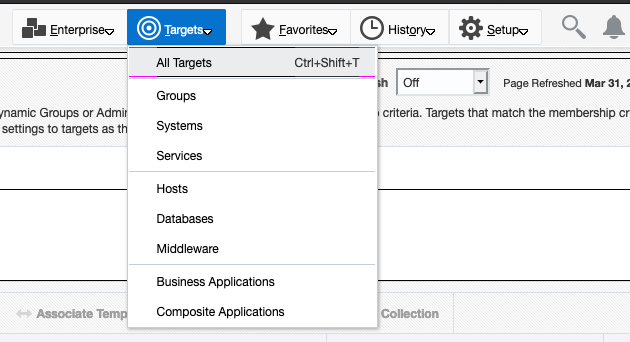 Enterprise Targets Favorites History Setup
All Targets Ctrl+Shift+T
sh Off Page Refreshed Mar 31, 2
Groups
ynamic Groups or Admin criteria. Targets that match the membership cr
Systems
settings to targets as th
Services
Hosts
Databases
Middleware
Business Applications
Composite Applications
Associate Temp Collection